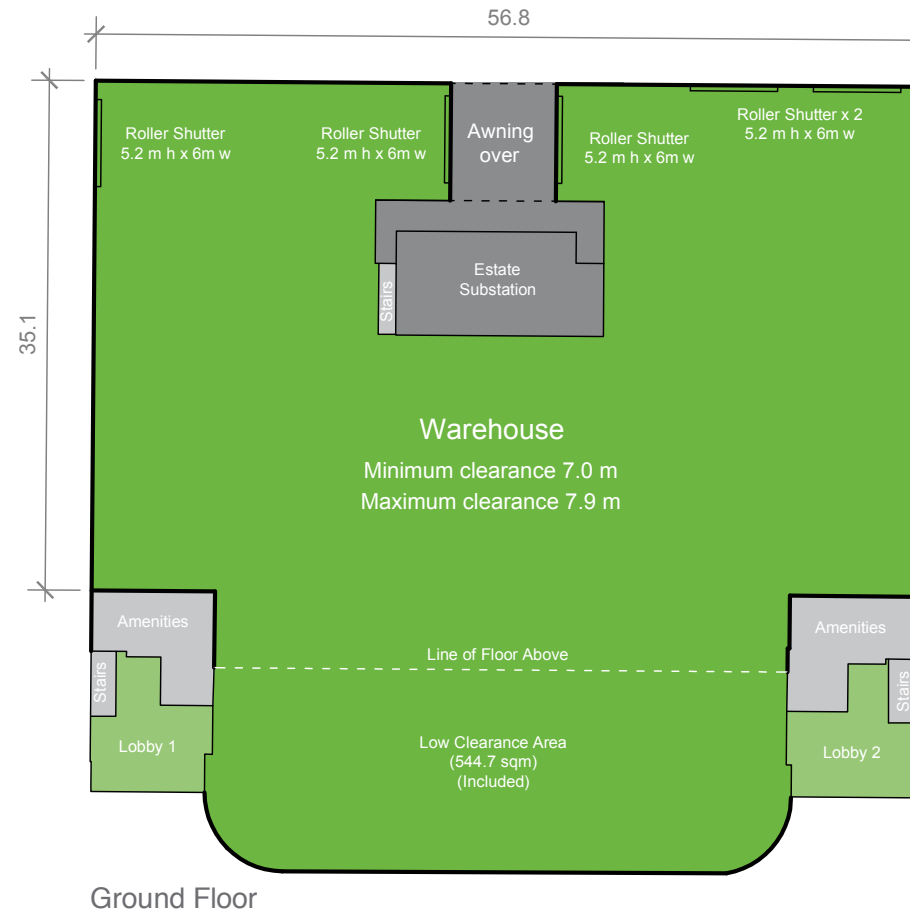 56.8
Roller Shutter
5.2 m h x 6m w
Roller Shutter
5.2 m h x 6m w
Awning
over
Roller Shutter
5.2 m h x 6m w
Roller Shutter x 2
5.2 m h x 6m w
Estate
Substation
Stairs
35.1
Warehouse
Minimum clearance 7.0 m
Maximum clearance 7.9 m
Amenities
Amenities
Line of Floor Above
Stairs
Stairs
Lobby 1
Low Clearance Area
(544.7 sqm)
(Included)
Lobby 2
Ground Floor